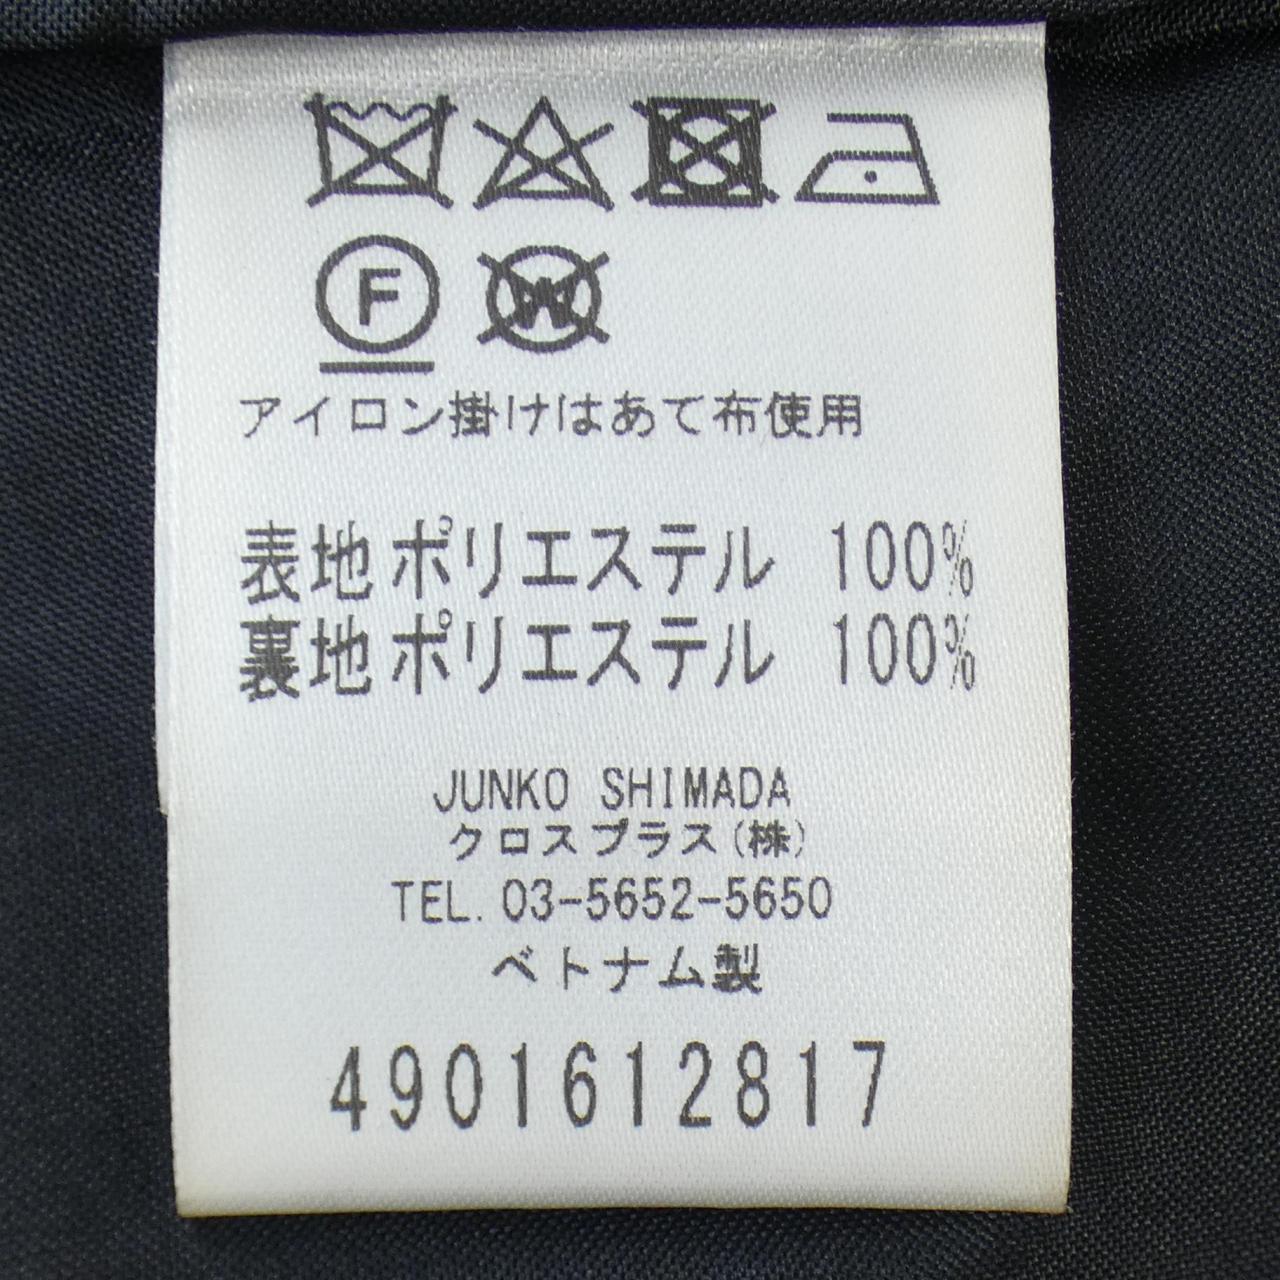 F W
アイロン掛けはあて布使用
表地 ポリエステル 100%
裏地 ポリエステル 100%
JUNKO SHIMADA
クロスプラス(株)
TEL. 03-5652-5650
ベトナム製
4901612817